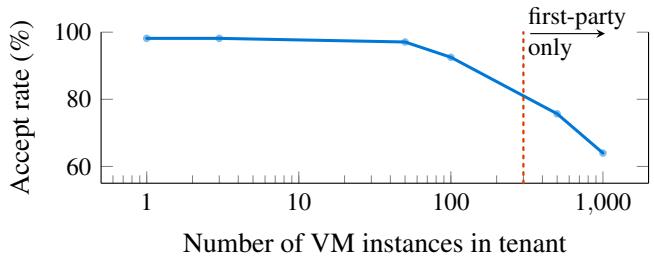 first-party
only
Accept rate (%)
100
80
60
1
10
100
1,000
Number of VM instances in tenant